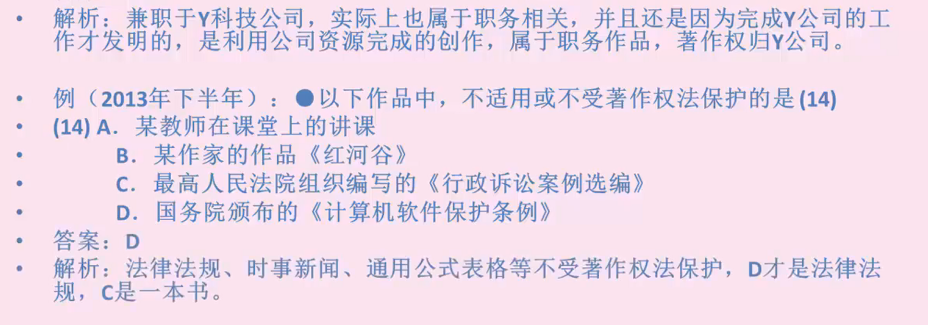 • 解析：兼职于Y科技公司，实际上也属于职务相关，并且还是因为完成Y公司的工
作才发明的，是利用公司资源完成的创作，属于职务作品，著作权归Y公司。
• 例（2013年下半年）：●以下作品中，不适用或不受著作权法保护的是(14)
• (14) A．某教师在课堂上的讲课
• B．某作家的作品《红河谷》
• C．最高人民法院组织编写的《行政诉讼案例选编》
• D．国务院颁布的《计算机软件保护条例》
• 答案：D
• 解析：法律法规、时事新闻、通用公式表格等不受著作权法保护，D才是法律法
规，C是一本书。